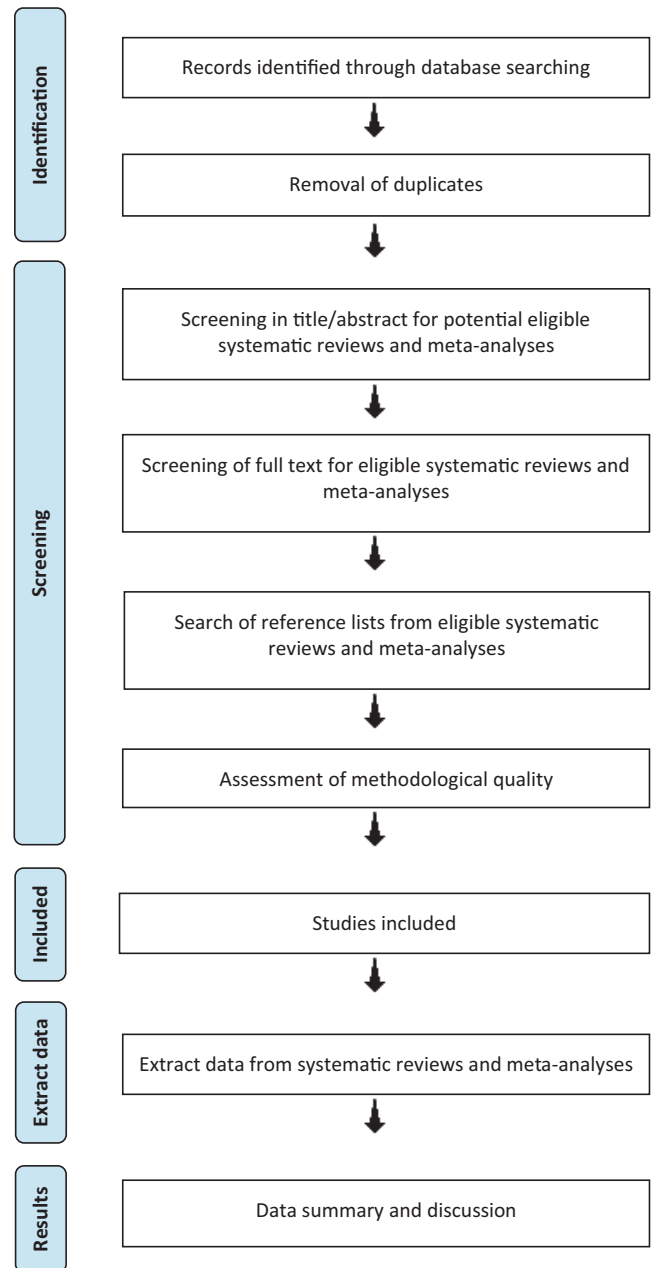 Identification
Records identified through database searching
Removal of duplicates
Screening
Screening in title/abstract for potential eligible
systematic reviews and meta-analyses
Screening of full text for eligible systematic reviews and
meta-analyses
Search of reference lists from eligible systematic
reviews and meta-analyses
Assessment of methodological quality
Included
Studies included
Extract data
Extract data from systematic reviews and meta-analyses
Results
Data summary and discussion